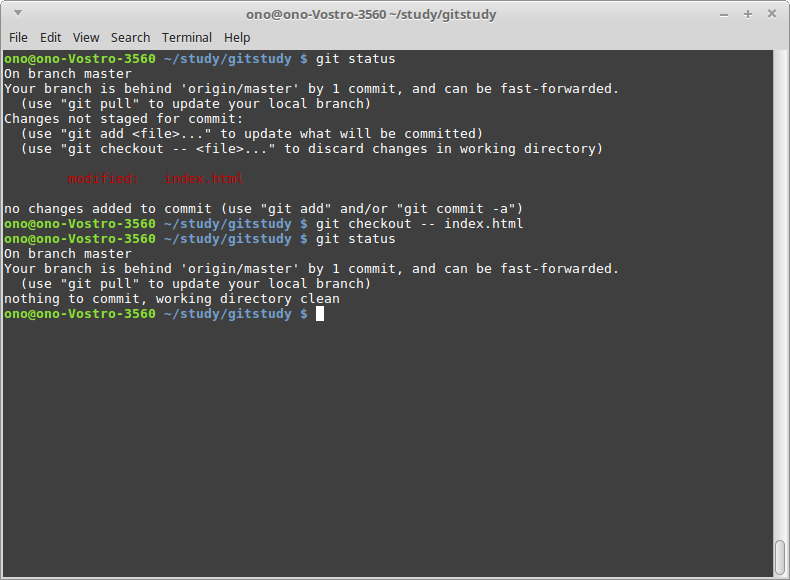 ono@ono-Vostro-3560 ~/study/gitstudy
File Edit View Search Terminal Help
ono@ono-Vostro-3560 ~/study/gitstudy $ git status
On branch master
Your branch is behind 'origin/master' by 1 commit, and can be fast-forwarded.
  (use "git pull" to update your local branch)
Changes not staged for commit:
  (use "git add <file>..." to update what will be committed)
  (use "git checkout -- <file>..." to discard changes in working directory)
        modified:   index.html
no changes added to commit (use "git add" and/or "git commit -a")
ono@ono-Vostro-3560 ~/study/gitstudy $ git checkout -- index.html
ono@ono-Vostro-3560 ~/study/gitstudy $ git status
On branch master
Your branch is behind 'origin/master' by 1 commit, and can be fast-forwarded.
  (use "git pull" to update your local branch)
nothing to commit, working directory clean
ono@ono-Vostro-3560 ~/study/gitstudy $